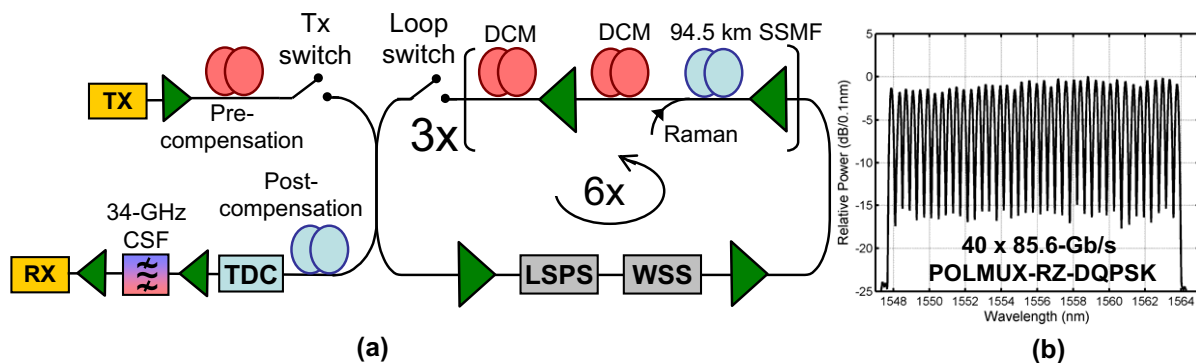 TX
Pre-
compensation
Tx
switch
Loop
switch
DCM
DCM
94.5 km SSMF
3x
Raman
6x
Post-
compensation
34-GHz
CSF
RX
TDC
LSPS
WSS
(a)
Relative Power (dB/0.1nm)
5
0
-5
-10
-15
-20
-25
40 x 85.6-Gb/s
POLMUX-RZ-DQPSK
1548 1550 1552 1554 1556 1558 1560 1562 1564
Wavelength (nm)
(b)